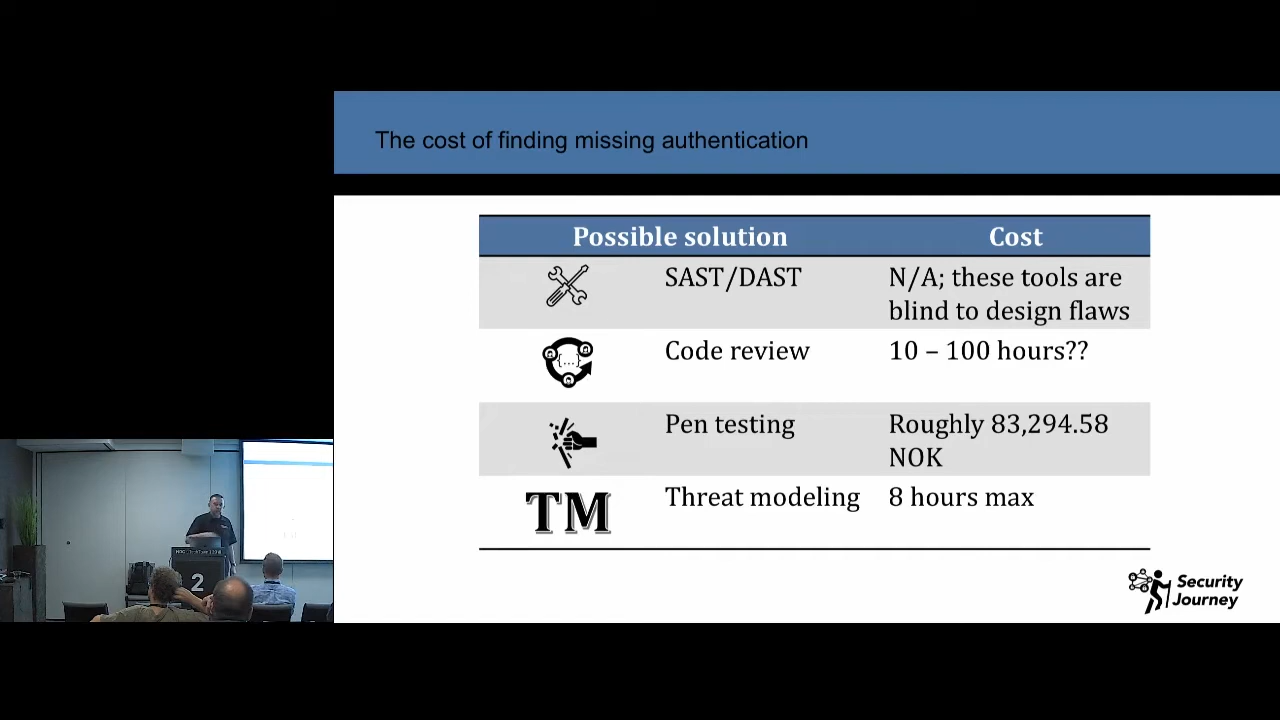 The cost of finding missing authentication
Possible solution Cost
SAST/DAST N/A; these tools are
blind to design flaws
{...}
Code review 10 – 100 hours??
Pen testing Roughly 83,294.58
NOK
TM Threat modeling 8 hours max
Security
Journey
2